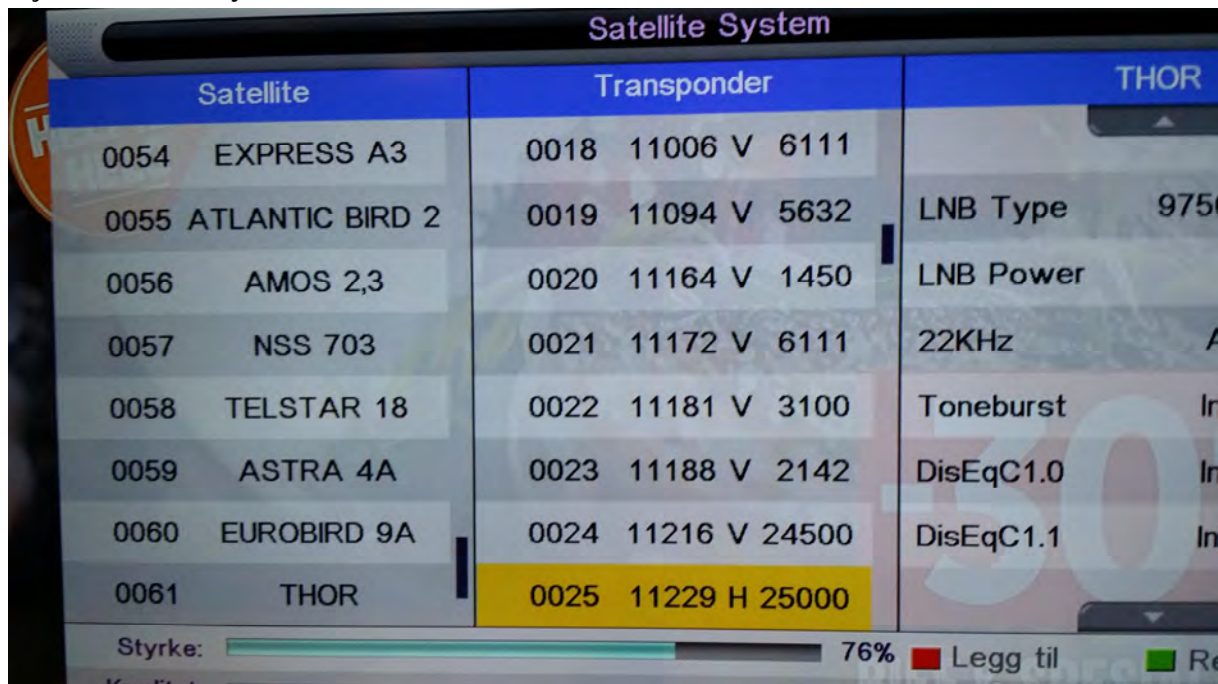 Satellite System
Satellite Transponder THOR
0054 EXPRESS A3 0018 11006 V 6111
0055 ATLANTIC BIRD 2 0019 11094 V 5632 LNB Type
0056 AMOS 2,3 0020 11164 V 1450 LNB Power
0057 NSS 703 0021 11172 V 6111 22KHz
0058 TELSTAR 18 0022 11181 V 3100 Toneburst
0059 ASTRA 4A 0023 11188 V 2142 DisEqC1.0
0060 EUROBIRD 9A 0024 11216 V 24500 DisEqC1.1
0061 THOR 0025 11229 H 25000 -30
Styrke: 76% Legg til